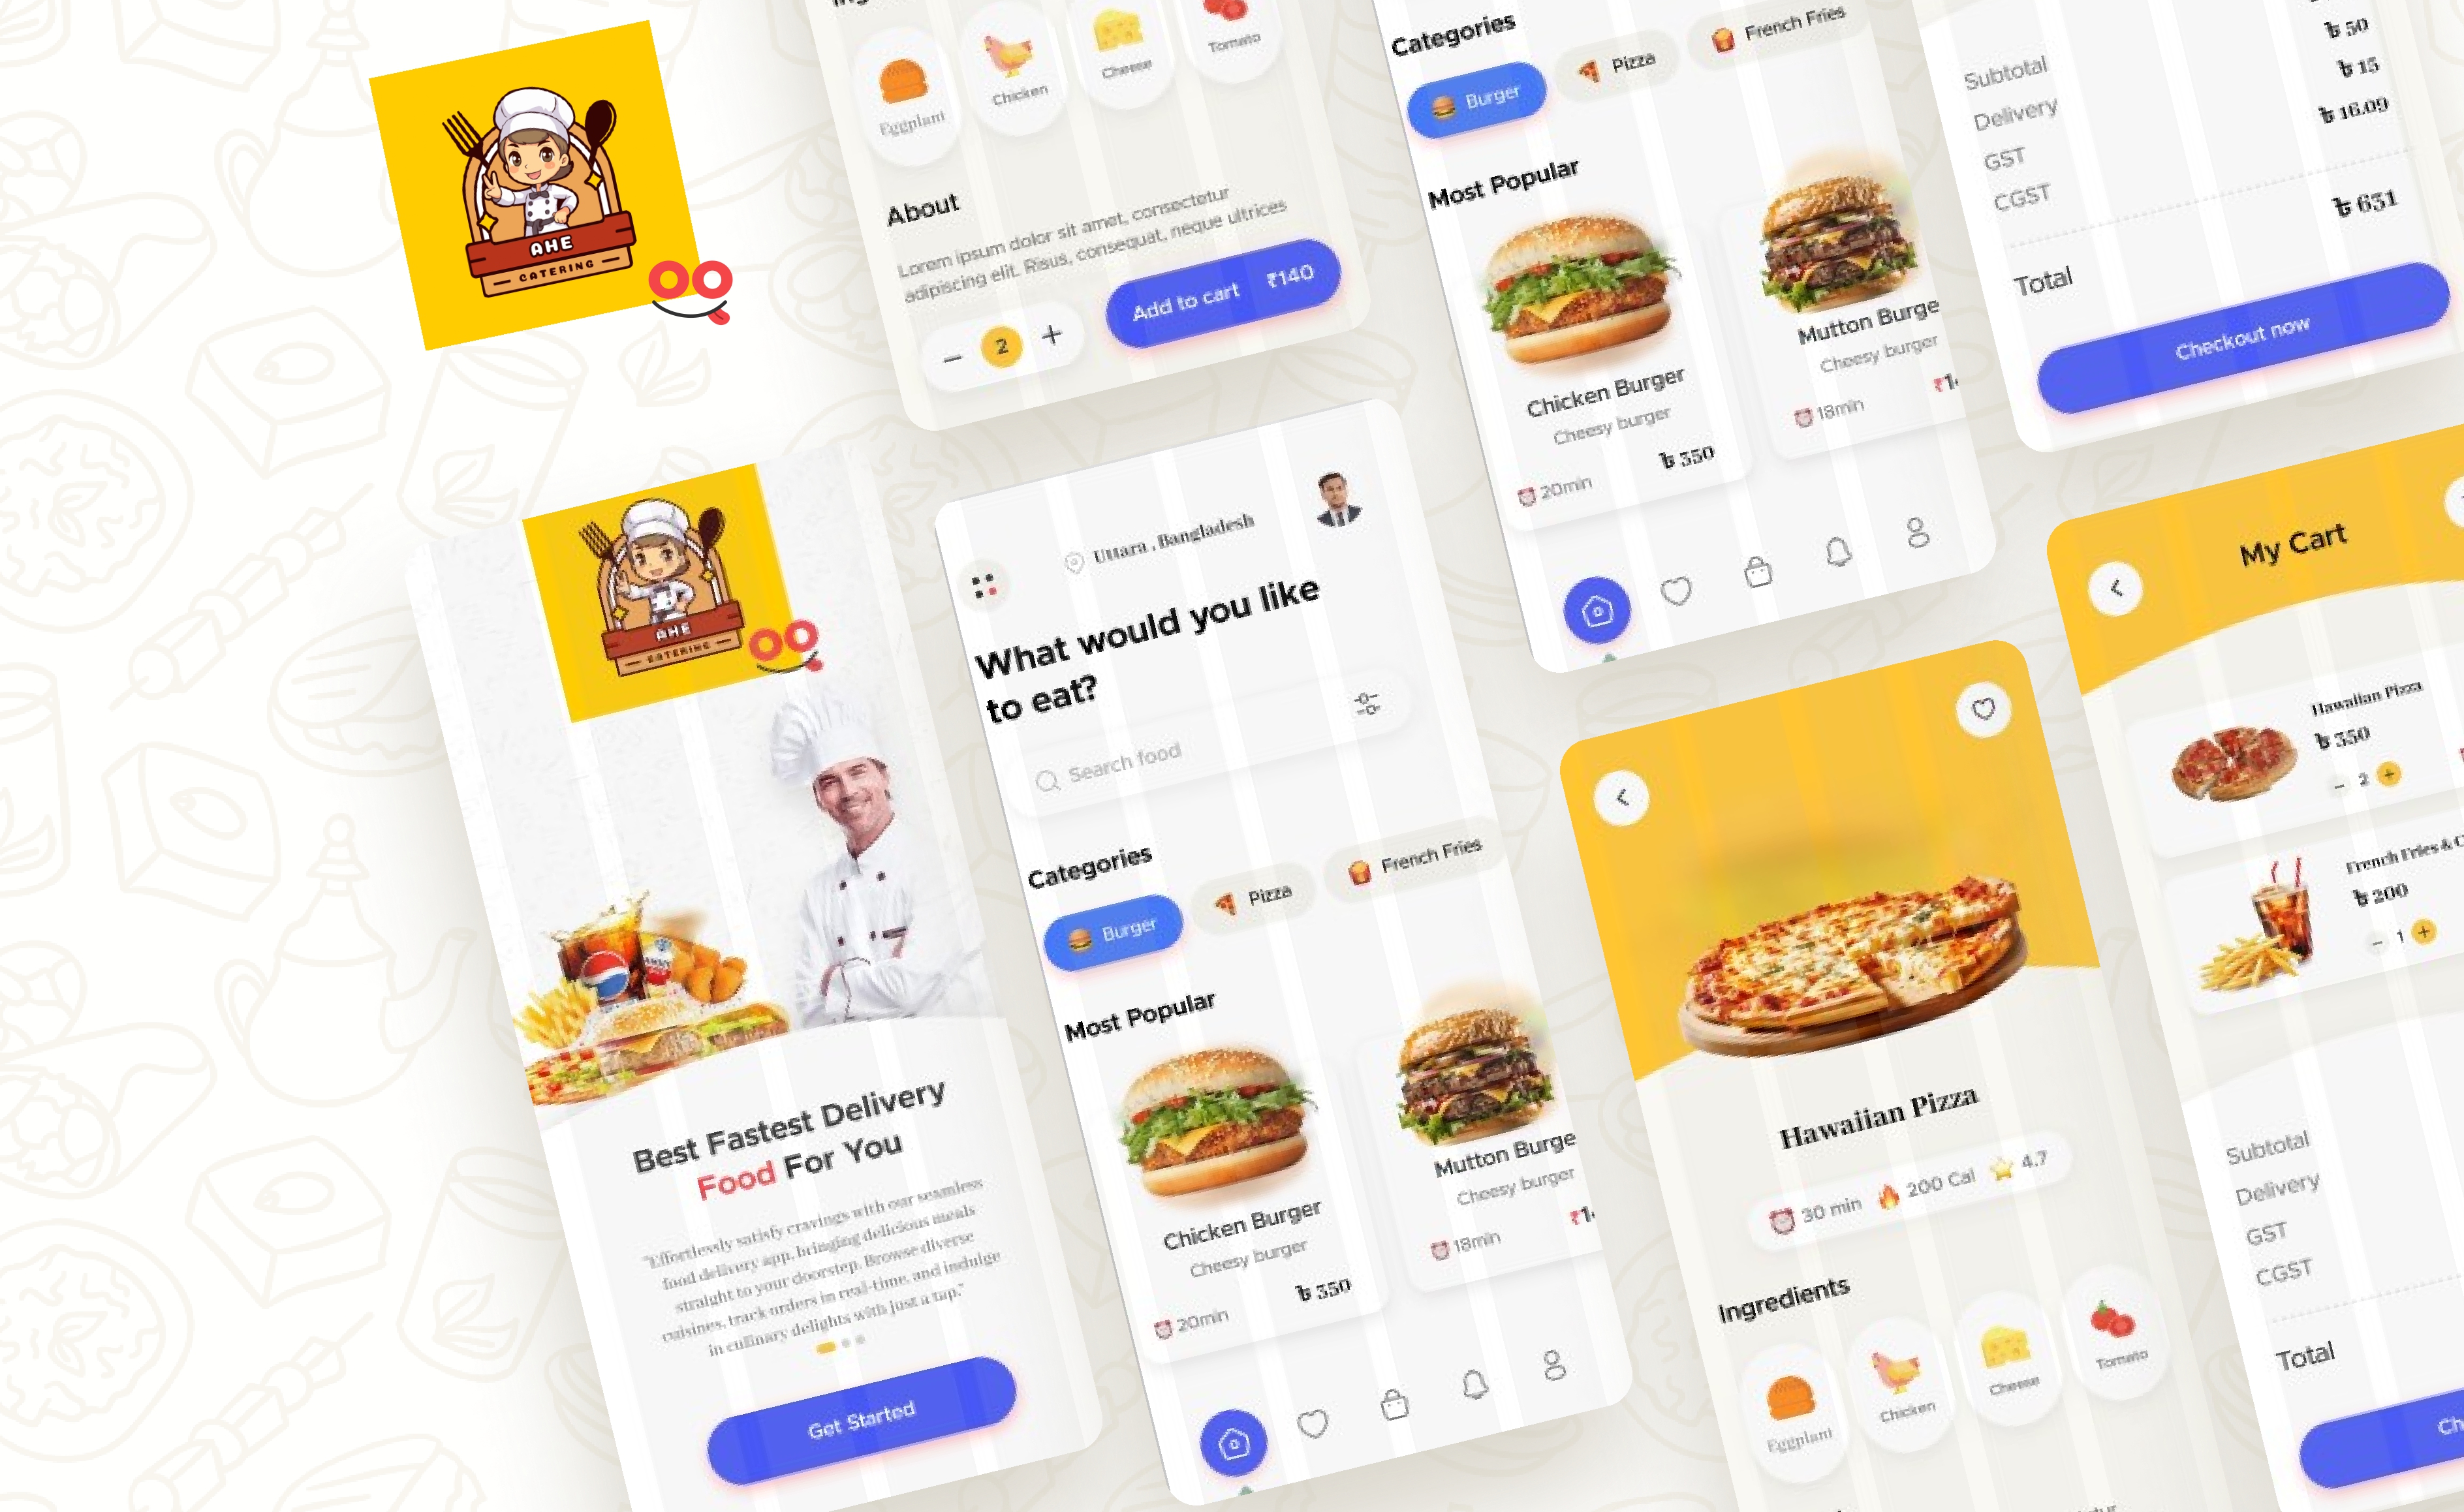 AHE
CATERING
Eggplant
Chicken
Cheese
Tomato
About
Lorem ipsum dolor sit amet, consectetur
adipiscing elit. Risus, consequat, neque ultrices
2
Add to cart ₹140
Categories
Burger
Pizza
French Fries
Most Popular
Chicken Burger
Cheesy burger
20min
৳ 350
Mutton Burge
Cheesy burger
18min
Subtotal
৳ 50
Delivery
৳ 15
GST
৳ 16.09
CGST
Total
৳ 651
Checkout now
AHE
CATERING
Best Fastest Delivery
Food For You
"Effortlessly satisfy cravings with our seamless
food delivery app, bringing delicious meals
straight to your doorstep. Browse diverse
cuisines, track orders in real-time, and indulge
in culinary delights with just a tap."
Get Started
Uttara , Bangladesh
What would you like
to eat?
Search food
Categories
Burger
Pizza
French Fries
Most Popular
Chicken Burger
Cheesy burger
20min
৳ 350
Mutton Burge
Cheesy burger
18min
Hawaiian Pizza
30 min
200 Cal
4.7
Ingredients
Eggplant
Chicken
Cheese
Tomato
My Cart
Hawaiian Pizza
৳ 350
2
French Fries & C
৳ 200
1
Subtotal
Delivery
GST
CGST
Total